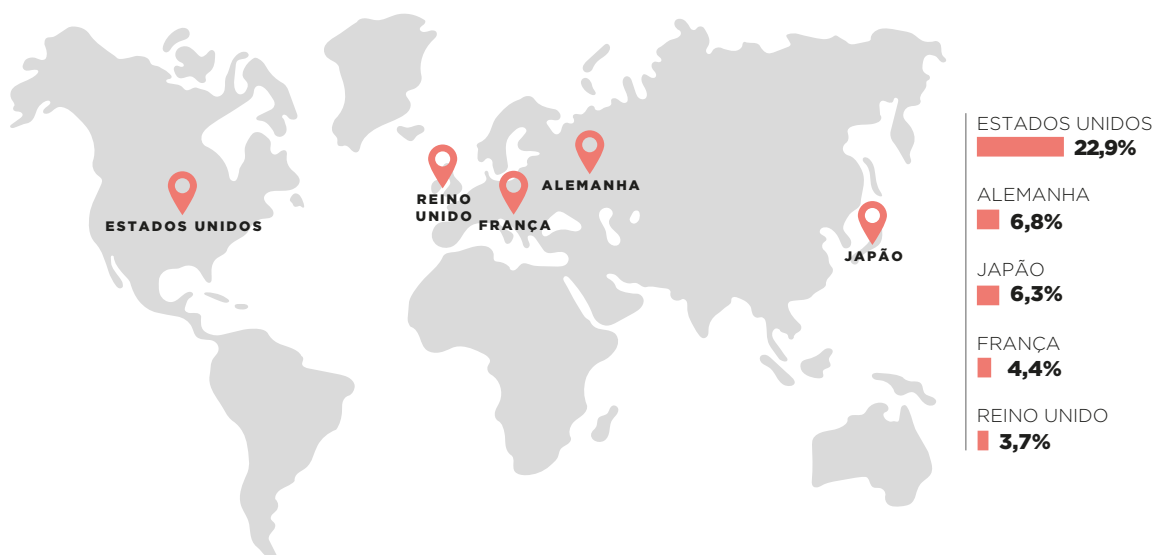 ESTADOS UNIDOS
REINO
UNIDO
FRANÇA
ALEMANHA
JAPÃO
ESTADOS UNIDOS
22,9%
ALEMANHA
6,8%
JAPÃO
6,3%
FRANÇA
4,4%
REINO UNIDO
3,7%